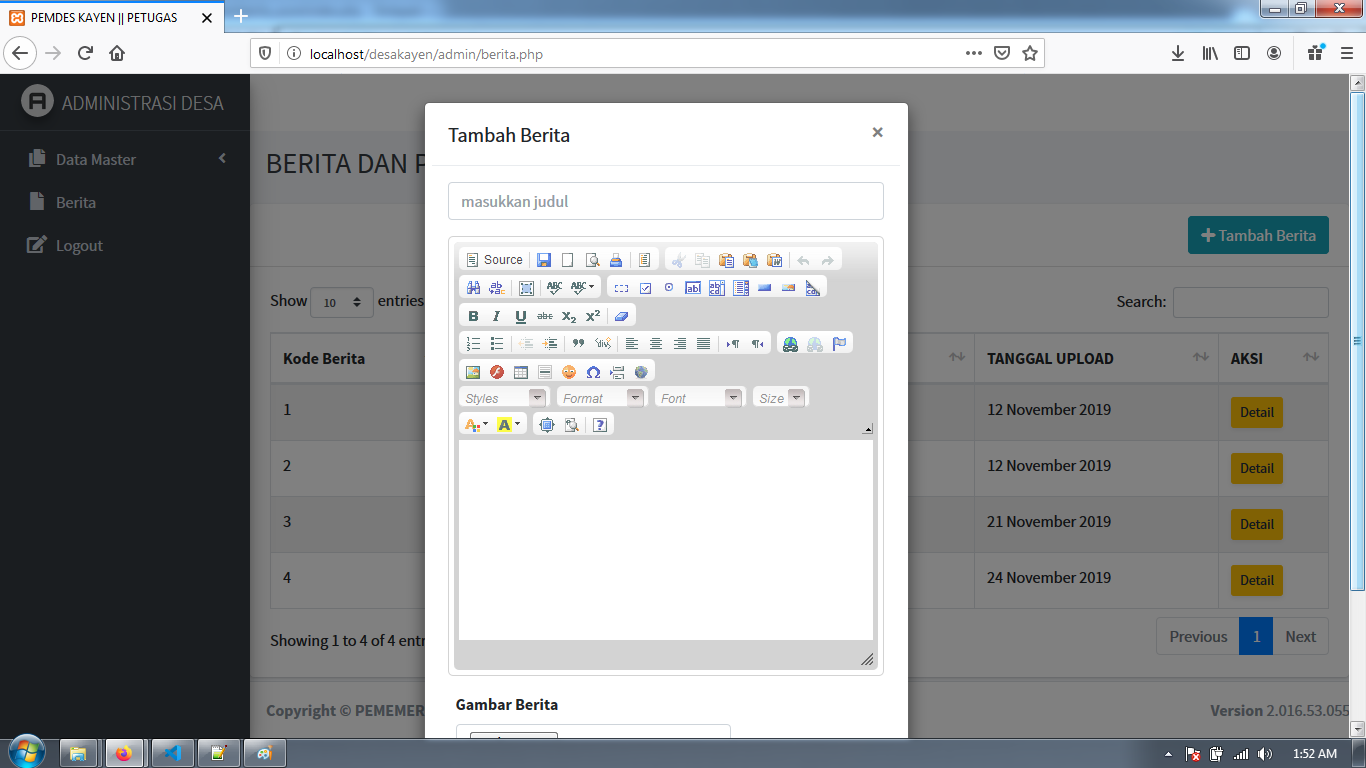 PEMDES KAYEN || PETUGAS
localhost/desakayen/admin/berita.php
ADMINISTRASI DESA
Data Master
Berita
Logout
BERITA DAN
Tambah Berita
Show 10 entries
Search:
Kode Berita
TANGGAL UPLOAD
AKSI
1
12 November 2019
Detail
2
12 November 2019
Detail
3
21 November 2019
Detail
4
24 November 2019
Detail
Showing 1 to 4 of 4
Previous
1
Next
Copyright ©
Version 2.016.53.055
Tambah Berita
×
masukkan judul
Source
Styles
Format
Font
Size
Gambar Berita
1:52 AM